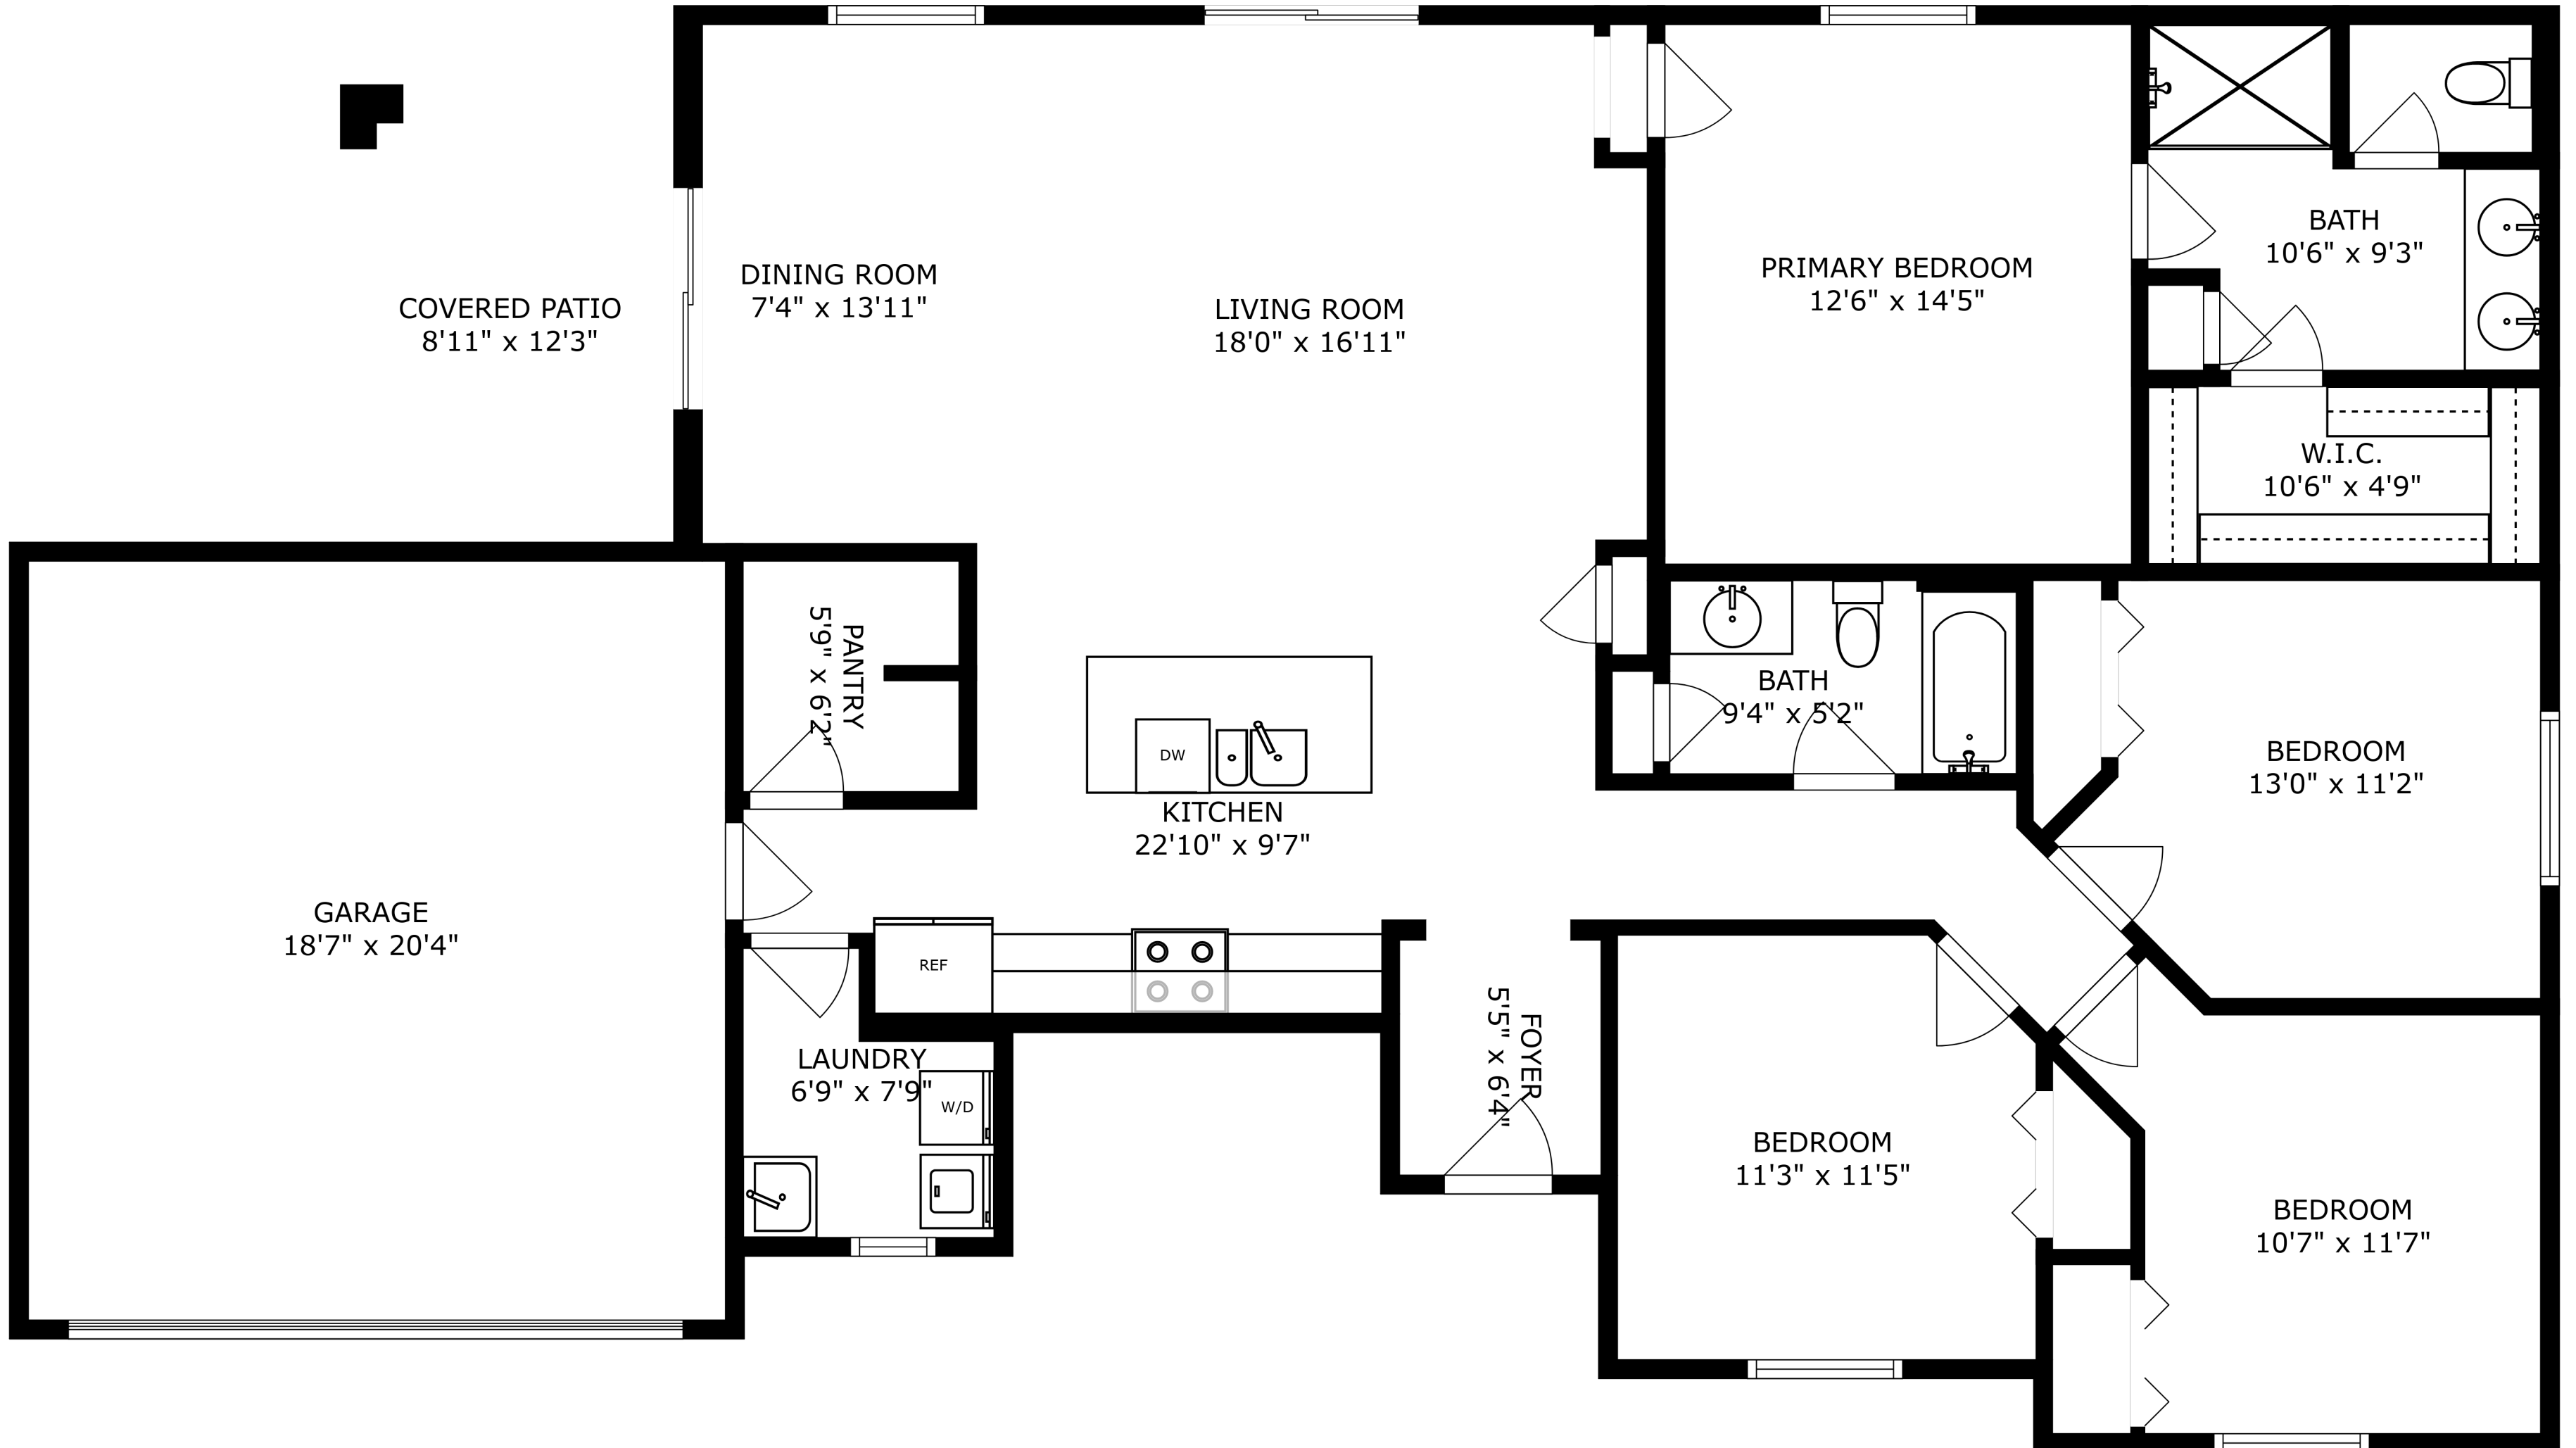 BATH
10'6" x 9'3"
PRIMARY BEDROOM
12'6" x 14'5"
DINING ROOM
7'4" x 13'11"
COVERED PATIO
8'11" x 12'3"
LIVING ROOM
18'0" x 16'11"
W.I.C.
10'6" x 4'9"
PANTRY
5'9" x 6'2"
BATH
9'4" x 5'2"
DW
BEDROOM
13'0" x 11'2"
KITCHEN
22'10" x 9'7"
GARAGE
18'7" x 20'4"
REF
FOYER
5'5" x 6'4"
LAUNDRY
6'9" x 7'9"
W/D
BEDROOM
11'3" x 11'5"
BEDROOM
10'7" x 11'7"